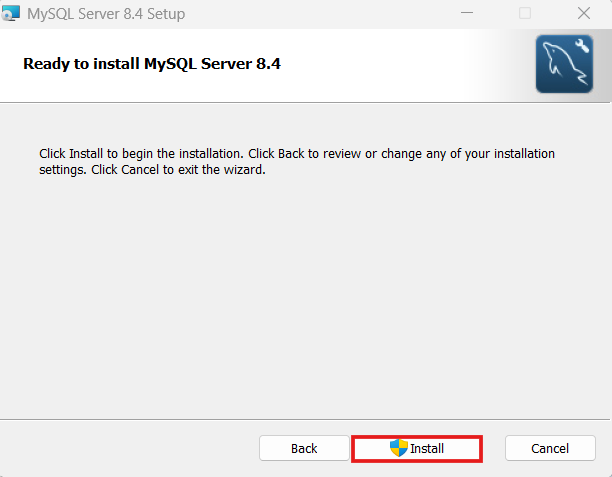 MySQL Server 8.4 Setup
Ready to install MySQL Server 8.4
Click Install to begin the installation. Click Back to review or change any of your installation
settings. Click Cancel to exit the wizard.
Back
Install
Cancel